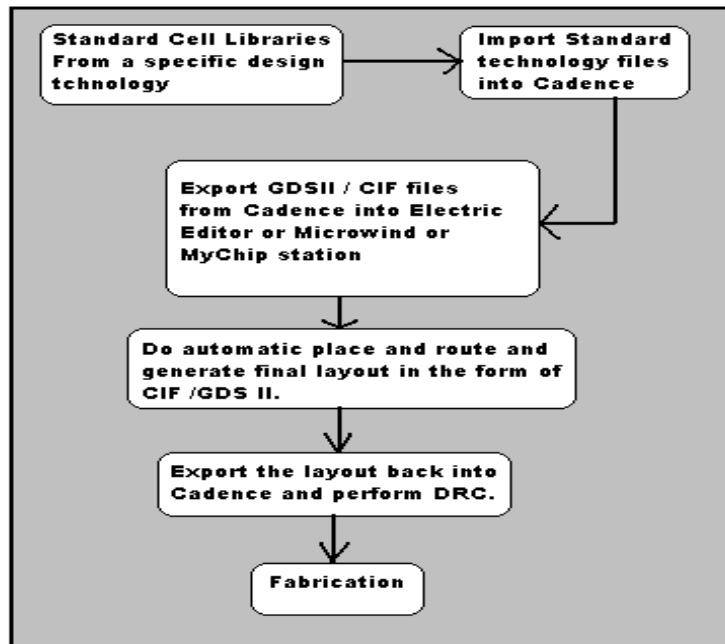 Standard Cell Libraries
From a specific design
tchnology
Import Standard
technology files
into Cadence
Export GDSII / CIF files
from Cadence into Electric
Editor or Microwind or
MyChip station
Do automatic place and route and
generate final layout in the form of
CIF /GDS II.
Export the layout back into
Cadence and perform DRC.
Fabrication